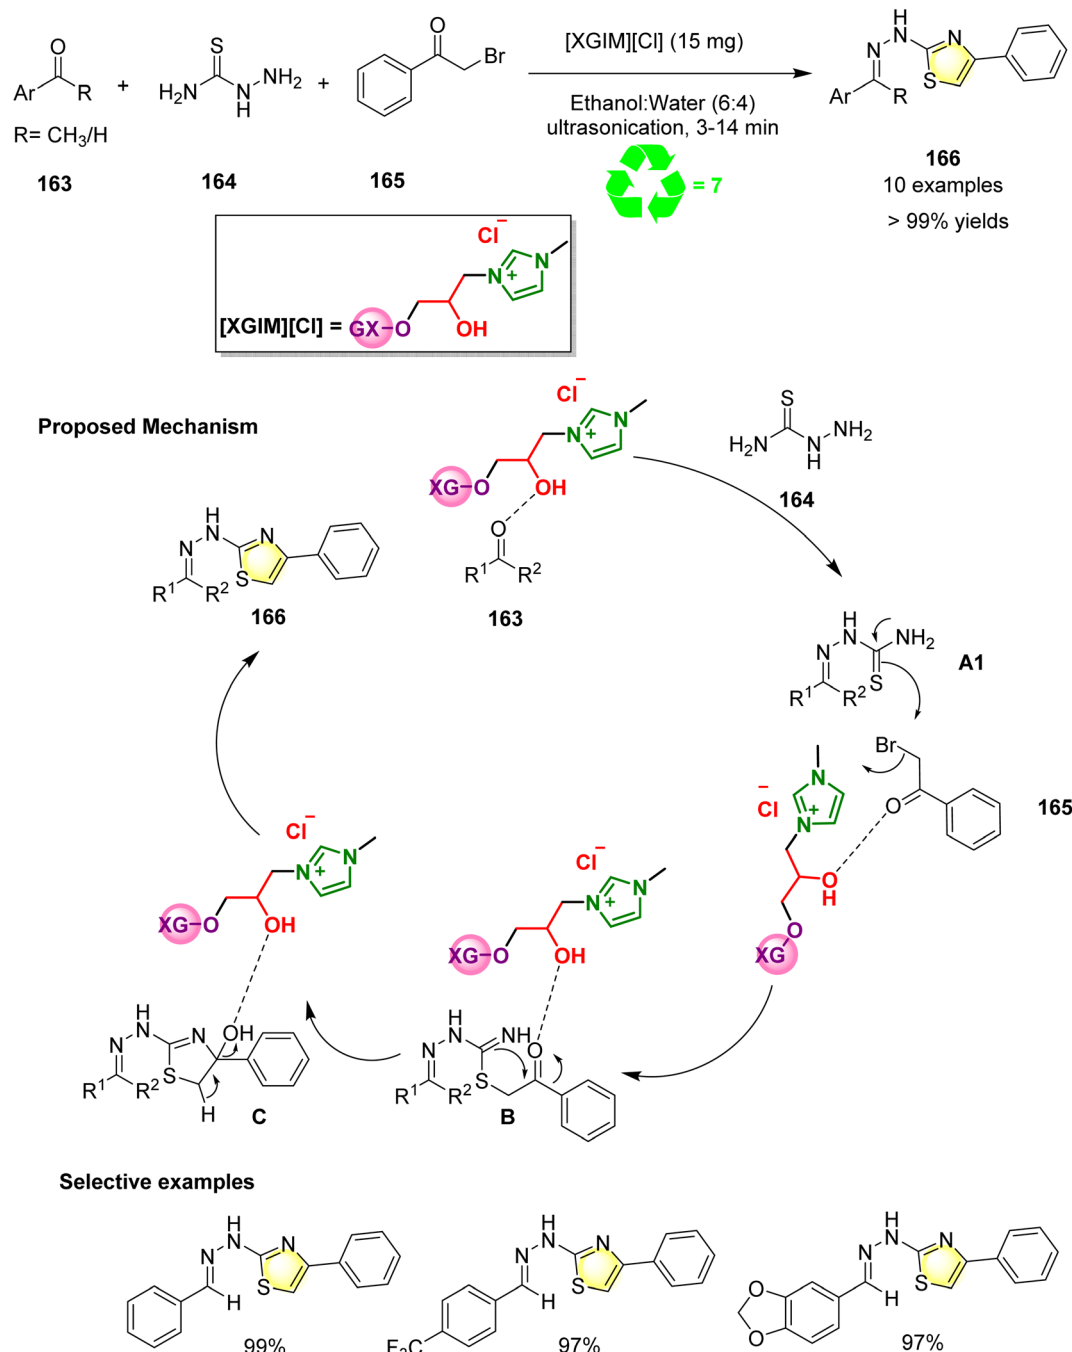 O
Ar
R
+
S
H₂N
N
H
NH₂
+
O
Br
[XGIM][Cl] (15 mg)
Ethanol:Water (6:4)
ultrasonication, 3-14 min
= 7
H
N
N
N
S
Ar
R
R= CH₃/H
163
164
165
166
10 examples
> 99% yields
Cl⁻
N
N
+
[XGIM][Cl] = GX–O
OH
Proposed Mechanism
Cl⁻
N
N
+
XG–O
OH
O
R¹
R²
163
S
H₂N
N
H
NH₂
164
H
N
N
N
S
R¹
R²
166
H
N
N
NH₂
S
R¹
R²
A1
Br
O
165
N
N
+
Cl⁻
O
H
O
XG
Cl⁻
N
N
+
XG–O
OH
Cl⁻
N
N
+
XG–O
OH
H
N
N
N
OH
S
R¹
R²
H
C
H
N
N
NH
O
S
R¹
R²
B
Selective examples
H
N
N
N
S
H
99%
H
N
N
N
S
H
F₃C
97%
H
N
N
N
S
H
O
O
97%